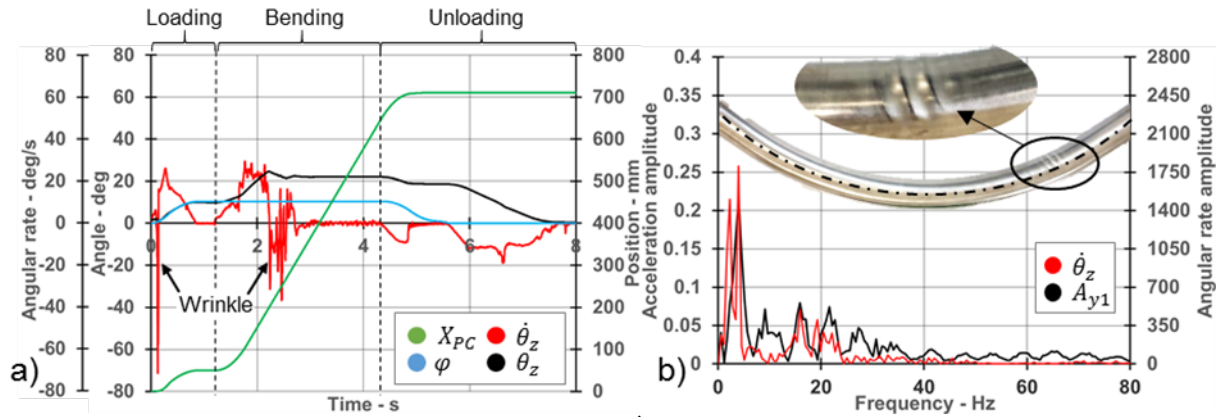 Loading Bending Unloading
a)
Angular rate - deg/s
80
60
40
20
0
-20
-40
-60
-80
Angle - deg
80
60
40
20
0
-20
-40
-60
-80
0 2 4 6 8
Time - s
Wrinkle
X_PC
θ̇_z
φ
θ_z
800
700
600
500
400
300
200
100
0
Position - mm
b)
Acceleration amplitude
0.4
0.35
0.3
0.25
0.2
0.15
0.1
0.05
0
0 20 40 60 80
Frequency - Hz
θ̇_z
A_y1
2800
2450
2100
1750
1400
1050
700
350
0
Angular rate amplitude